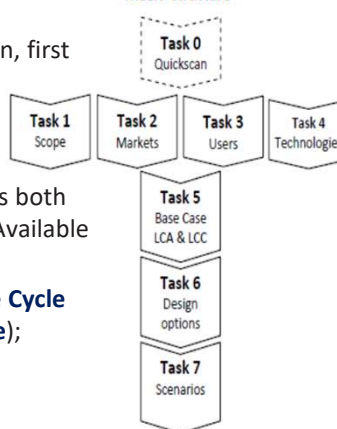 Task 0
Quickscan
n, first
Task 1
Scope
Task 2
Markets
Task 3
Users
Task 4
Technologie
s both
Available
Task 5
Base Case
LCA & LCC
Cycle
e);
Task 6
Design
options
Task 7
Scenarios